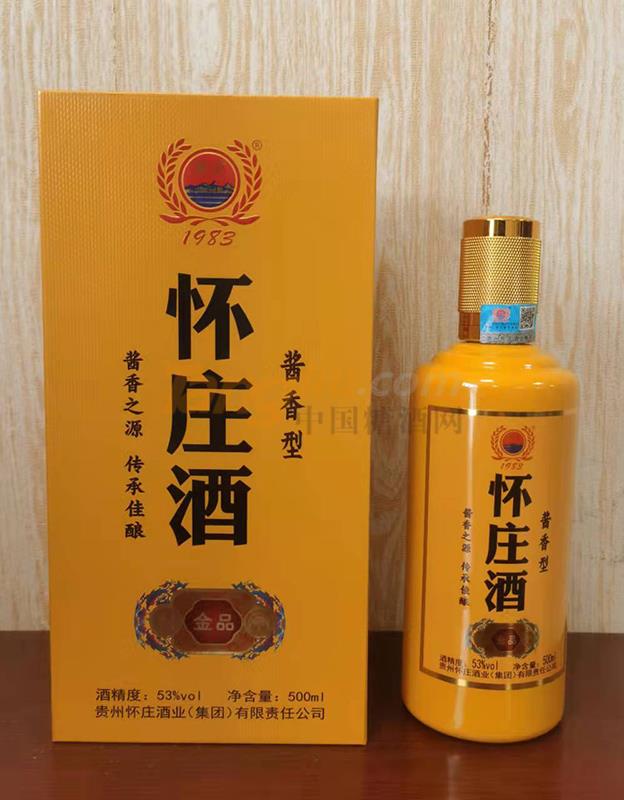 ®
1983
怀庄酒
酱香型
酱香之源 传承佳酿
金品
酒精度：53%vol 净含量：500ml
贵州怀庄酒业（集团）有限责任公司
1983
怀庄酒
酱香型
酱香之源 传承佳酿
金品
酒精度：53%vol 净含量：500ml
贵州怀庄酒业（集团）有限责任公司
中国糖酒网